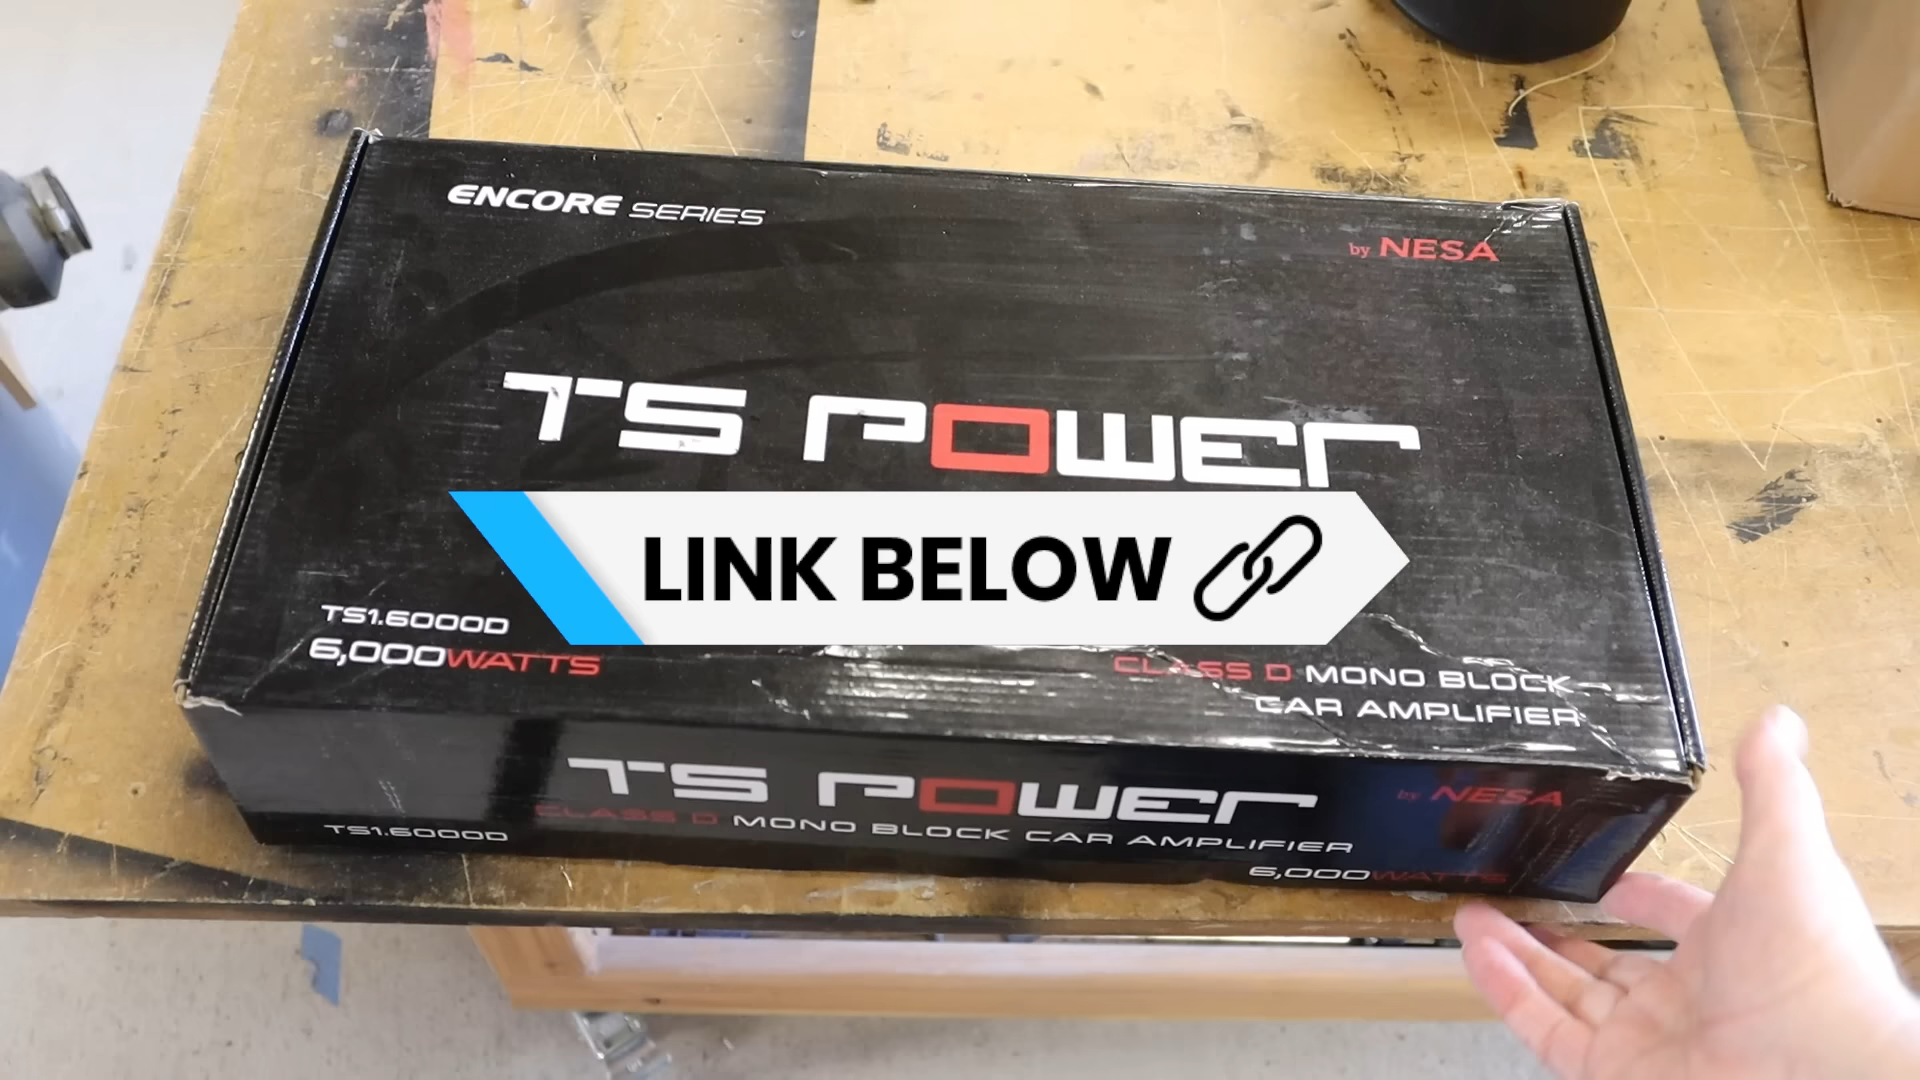 ENCORE SERIES
by NESA
TS POWER
LINK BELOW
TS1.6000D
6,000WATTS
CLASS D MONO BLOCK
CAR AMPLIFIER
TS POWER
by NESA
CLASS D MONO BLOCK CAR AMPLIFIER
TS1.6000D
6,000WATTS